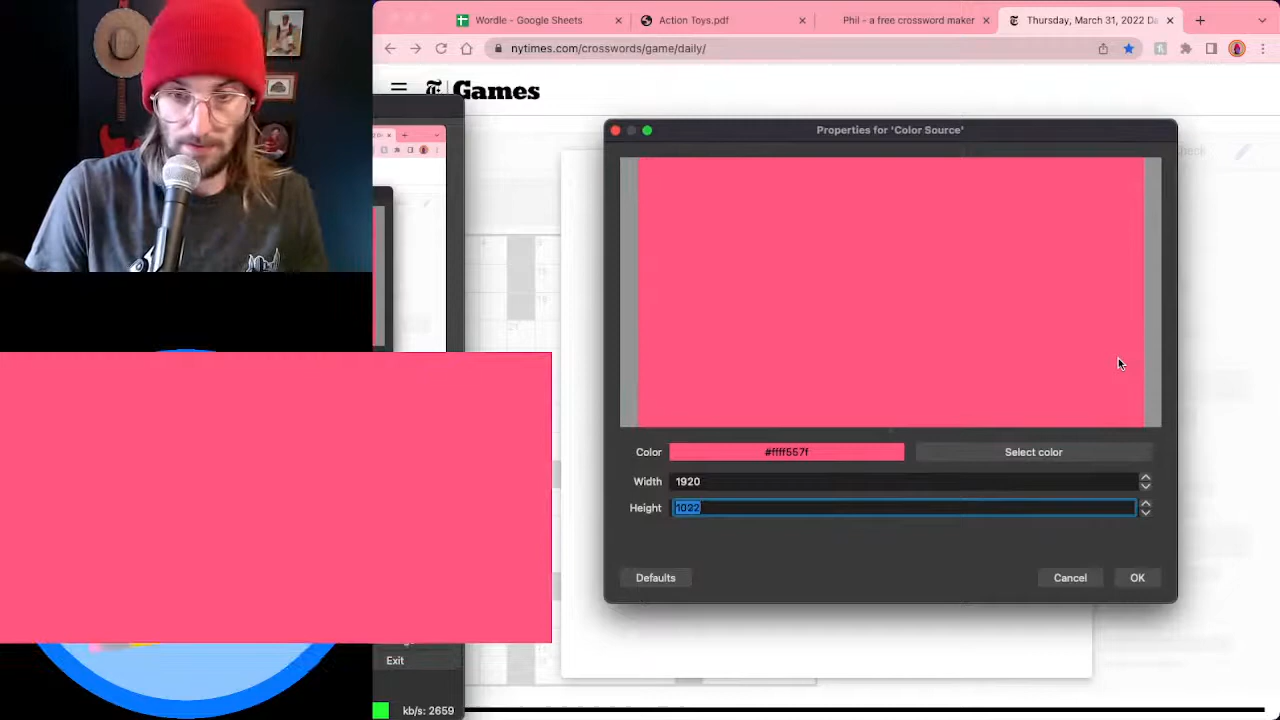 Wordle - Google Sheets
Action Toys.pdf
Phil - a free crossword maker
Thursday, March 31, 2022 Da
nytimes.com/crosswords/game/daily/
Games
Properties for 'Color Source'
heck
Color
#ffff557f
Select color
Width
1920
Height
1022
Defaults
Cancel
OK
Exit
kb/s: 2659